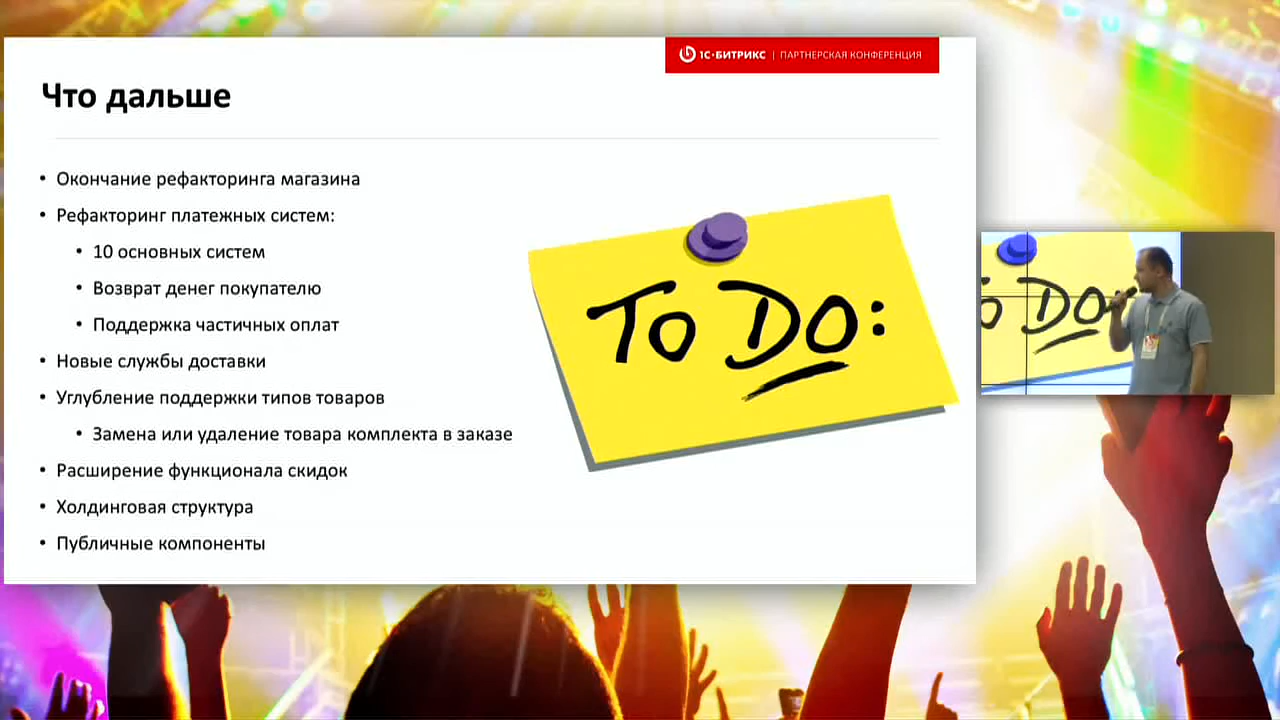 1С-БИТРИКС | ПАРТНЕРСКАЯ КОНФЕРЕНЦИЯ
Что дальше
• Окончание рефакторинга магазина
• Рефакторинг платежных систем:
• 10 основных систем
• Возврат денег покупателю
• Поддержка частичных оплат
• Новые службы доставки
• Углубление поддержки типов товаров
• Замена или удаление товара комплекта в заказе
• Расширение функционала скидок
• Холдинговая структура
• Публичные компоненты
TO DO:
O DO